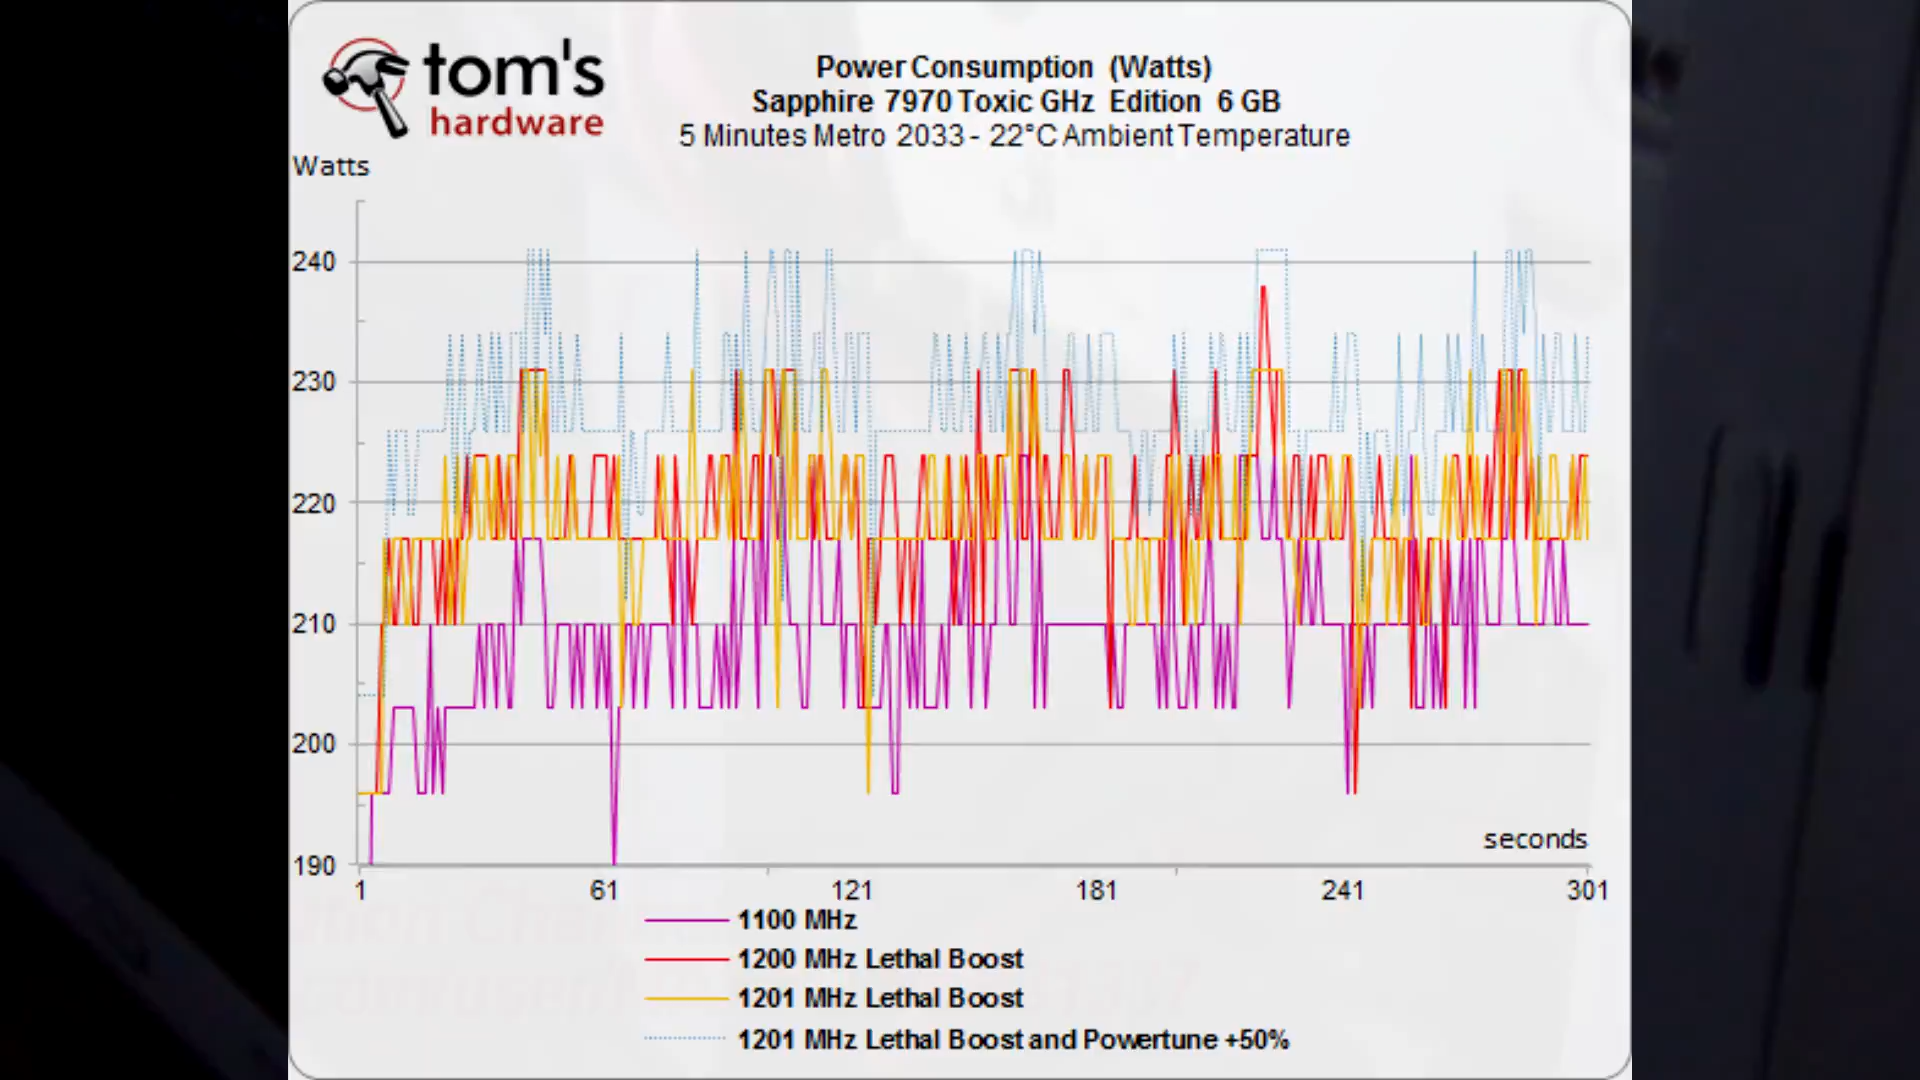 tom's
hardware
Power Consumption (Watts)
Sapphire 7970 Toxic GHz Edition 6 GB
5 Minutes Metro 2033 - 22°C Ambient Temperature
Watts
240
230
220
210
200
190
seconds
1 61 121 181 241 301
1100 MHz
1200 MHz Lethal Boost
1201 MHz Lethal Boost
1201 MHz Lethal Boost and Powertune +50%